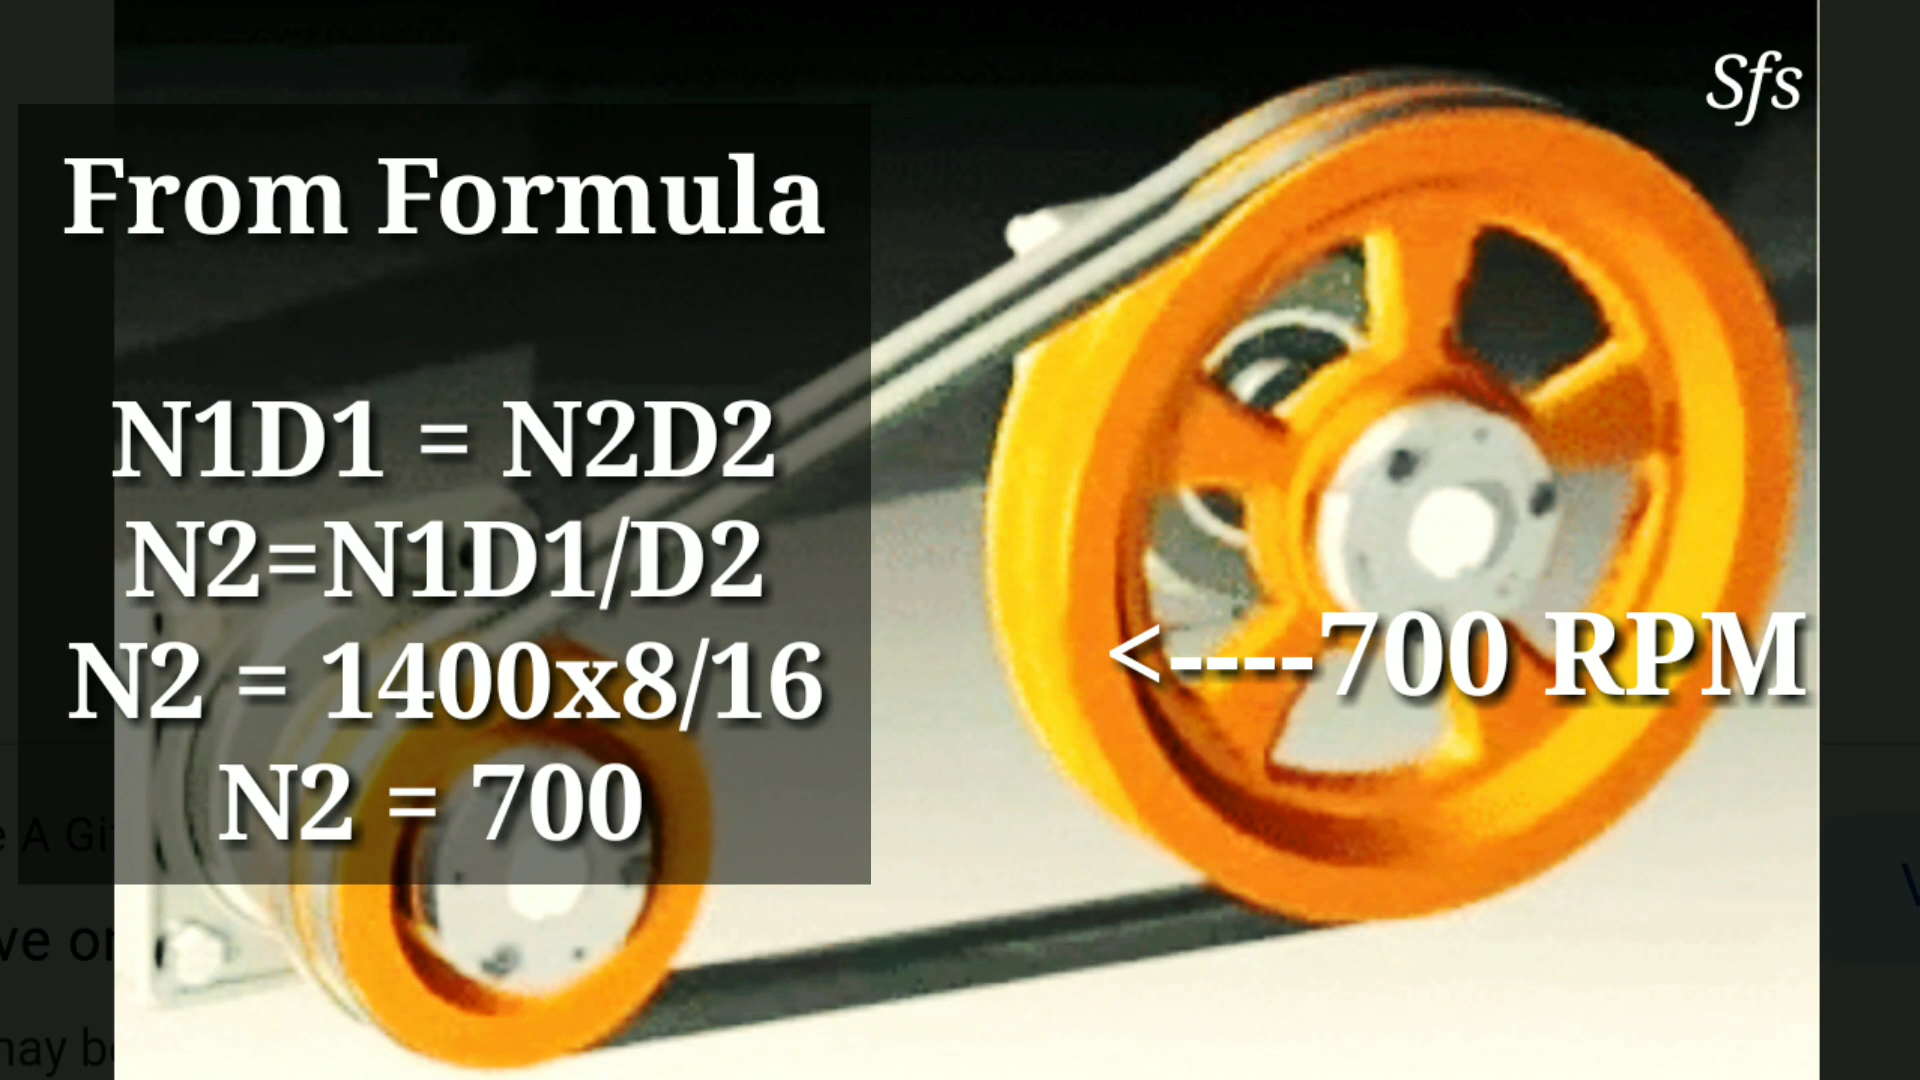 Sfs
From Formula
N1D1 = N2D2
N2=N1D1/D2
N2 = 1400x8/16
N2 = 700
<----700 RPM